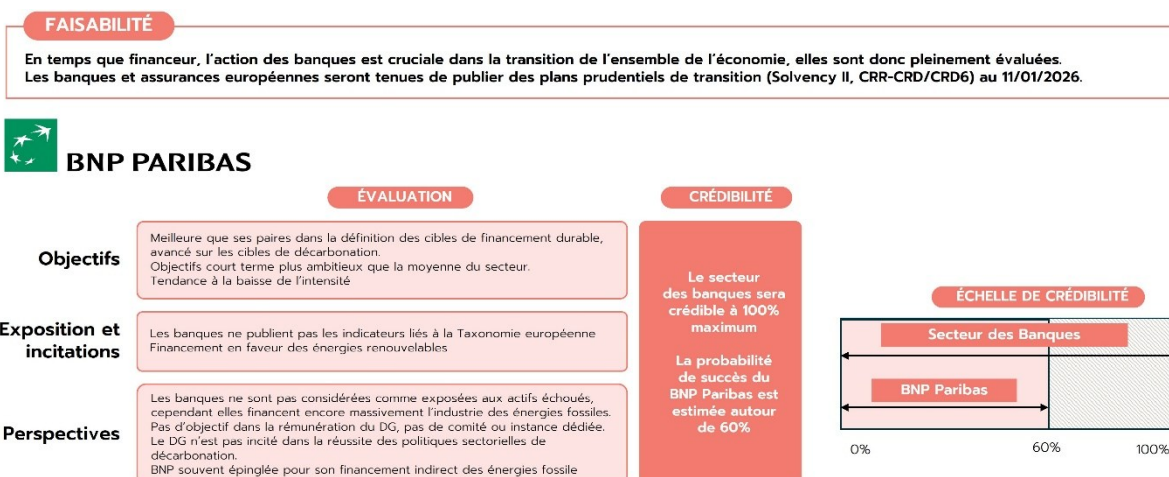 FAISABILITÉ
En temps que financeur, l'action des banques est cruciale dans la transition de l'ensemble de l'économie, elles sont donc pleinement évaluées.
Les banques et assurances européennes seront tenues de publier des plans prudentiels de transition (Solvency II, CRR-CRD/CRD6) au 11/01/2026.
BNP PARIBAS
ÉVALUATION
CRÉDIBILITÉ
Objectifs
Meilleure que ses paires dans la définition des cibles de financement durable,
avancé sur les cibles de décarbonation.
Objectifs court terme plus ambitieux que la moyenne du secteur.
Tendance à la baisse de l'intensité
Exposition et
incitations
Les banques ne publient pas les indicateurs liés à la Taxonomie européenne
Financement en faveur des énergies renouvelables
Perspectives
Les banques ne sont pas considérées comme exposées aux actifs échoués,
cependant elles financent encore massivement l'industrie des énergies fossiles.
Pas d'objectif dans la rémunération du DG, pas de comité ou instance dédiée.
Le DG n'est pas incité dans la réussite des politiques sectorielles de
décarbonation.
BNP souvent épinglée pour son financement indirect des énergies fossile
Le secteur
des banques sera
crédible à 100%
maximum
La probabilité
de succès du
BNP Paribas est
estimée autour
de 60%
ÉCHELLE DE CRÉDIBILITÉ
Secteur des Banques
BNP Paribas
0%
60%
100%